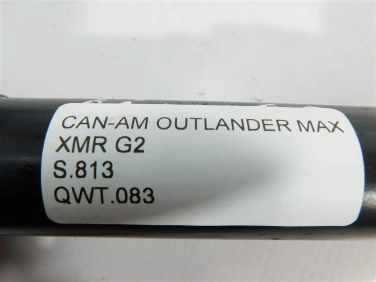 CAN-AM OUTLANDER MAX
XMR G2
S.813
QWT.083